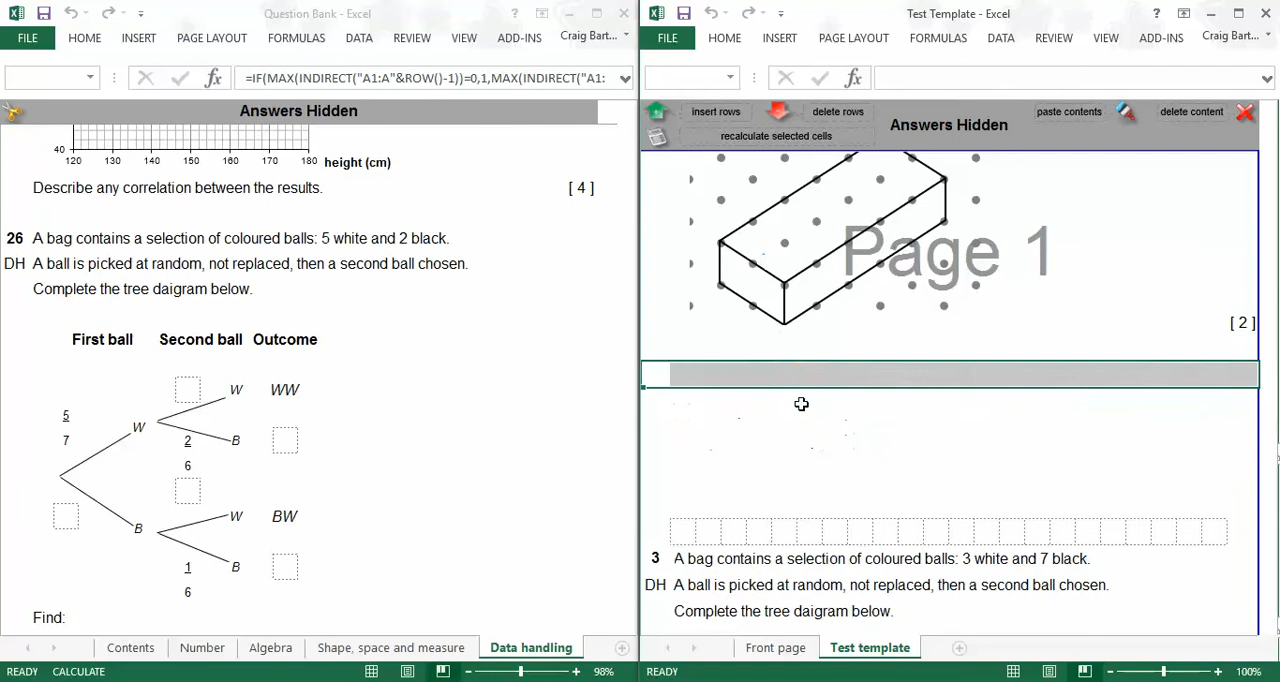 Question Bank - Excel
FILE HOME INSERT PAGE LAYOUT FORMULAS DATA REVIEW VIEW ADD-INS Craig Bart...
=IF(MAX(INDIRECT("A1:A"&ROW()-1))=0,1,MAX(INDIRECT("A1:
Answers Hidden
40
120 130 140 150 160 170 180 height (cm)
Describe any correlation between the results. [ 4 ]
26 A bag contains a selection of coloured balls: 5 white and 2 black.
DH A ball is picked at random, not replaced, then a second ball chosen.
Complete the tree daigram below.
First ball Second ball Outcome
W WW
5
7
W
2
6
B
W BW
B
1
6
B
Find:
Contents Number Algebra Shape, space and measure Data handling
READY CALCULATE 98%
Test Template - Excel
FILE HOME INSERT PAGE LAYOUT FORMULAS DATA REVIEW VIEW ADD-INS Craig Bart...
insert rows delete rows paste contents delete content
recalculate selected cells
Answers Hidden
Page 1
[ 2 ]
3 A bag contains a selection of coloured balls: 3 white and 7 black.
DH A ball is picked at random, not replaced, then a second ball chosen.
Complete the tree daigram below.
Front page Test template
READY 100%